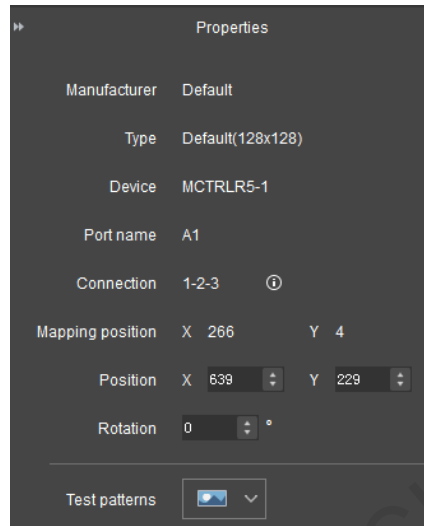 Properties
Manufacturer Default
Type Default(128x128)
Device MCTRLR5-1
Port name A1
Connection 1-2-3
Mapping position X 266 Y 4
Position X 639 Y 229
Rotation 0 °
Test patterns